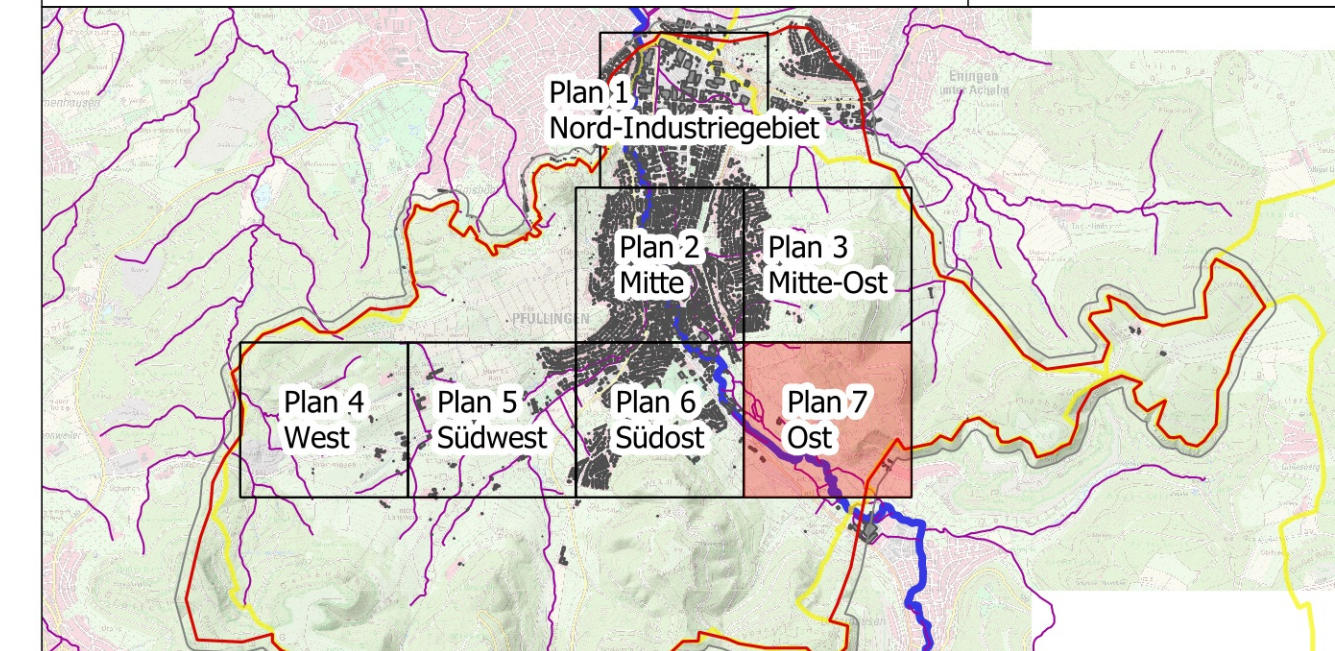 Eningen
unter Achalm
Plan 1
Nord-Industriegebiet
Plan 2
Mitte
Plan 3
Mitte-Ost
PFULLINGEN
Plan 4
West
Plan 5
Südwest
Plan 6
Südost
Plan 7
Ost